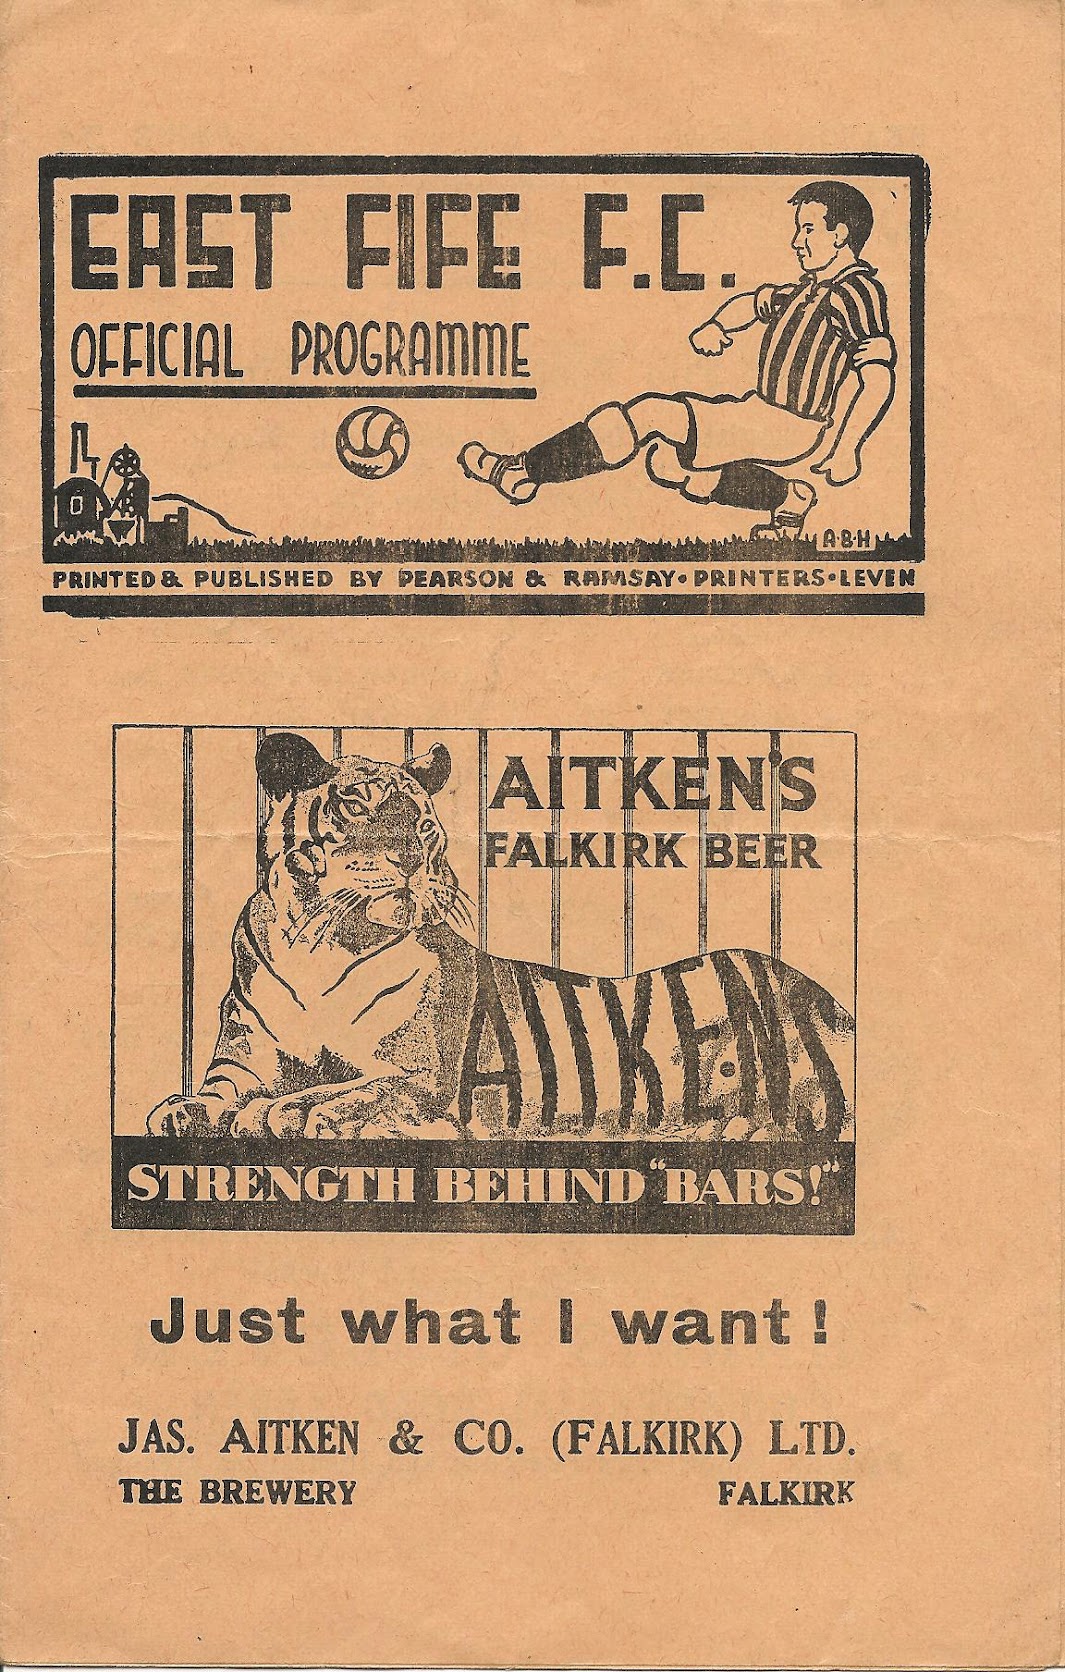 EAST FIFE F.C.
OFFICIAL PROGRAMME
A·B·H
PRINTED & PUBLISHED BY PEARSON & RAMSAY • PRINTERS • LEVEN
AITKEN'S
FALKIRK BEER
AITKEN'S
STRENGTH BEHIND "BARS!"
Just what I want!
JAS. AITKEN & CO. (FALKIRK) LTD.
THE BREWERY FALKIRK